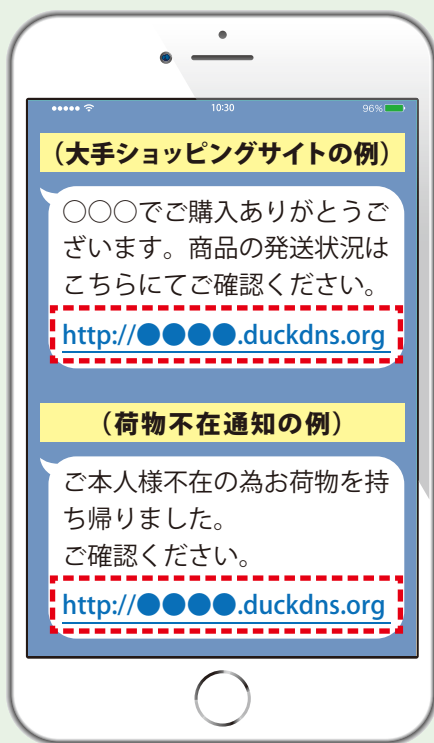 10:30
96%
（大手ショッピングサイトの例）
○○○でご購入ありがとうご
ざいます。商品の発送状況は
こちらにてご確認ください。
http://●●●●.duckdns.org
（荷物不在通知の例）
ご本人様不在の為お荷物を持
ち帰りました。
ご確認ください。
http://●●●●.duckdns.org